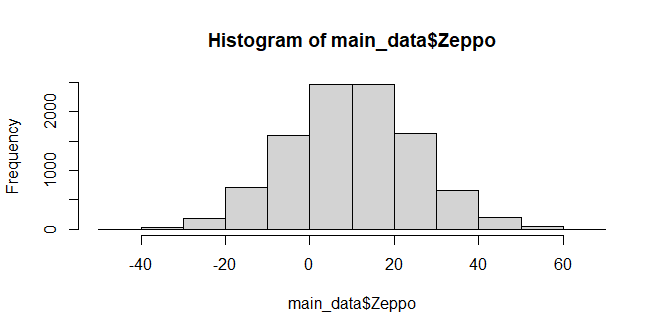 Histogram of main_data$Zeppo
Frequency
2000
1000
0
-40 -20 0 20 40 60
main_data$Zeppo